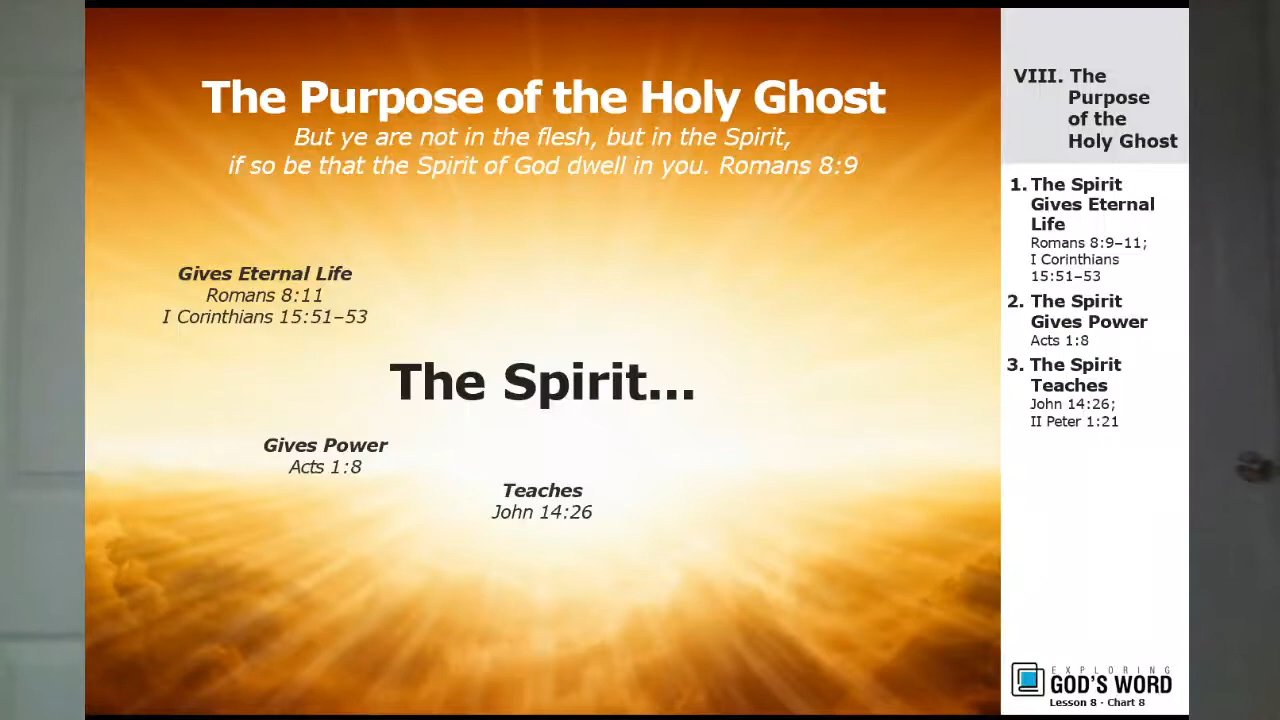 The Purpose of the Holy Ghost
But ye are not in the flesh, but in the Spirit,
if so be that the Spirit of God dwell in you. Romans 8:9
Gives Eternal Life
Romans 8:11
I Corinthians 15:51–53
The Spirit...
Gives Power
Acts 1:8
Teaches
John 14:26
VIII. The
Purpose
of the
Holy Ghost
1. The Spirit
Gives Eternal
Life
Romans 8:9–11;
I Corinthians
15:51–53
2. The Spirit
Gives Power
Acts 1:8
3. The Spirit
Teaches
John 14:26;
II Peter 1:21
EXPLORING
GOD'S WORD
Lesson 8 · Chart 8